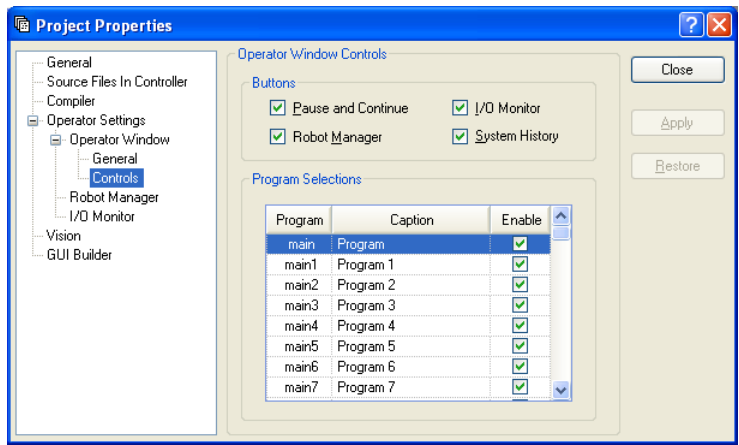 Project Properties
General
Source Files In Controller
Compiler
Operator Settings
Operator Window
General
Controls
Robot Manager
I/O Monitor
Vision
GUI Builder
Operator Window Controls
Buttons
Pause and Continue
I/O Monitor
Robot Manager
System History
Program Selections
Program Caption Enable
main Program
main1 Program 1
main2 Program 2
main3 Program 3
main4 Program 4
main5 Program 5
main6 Program 6
main7 Program 7
Close
Apply
Restore